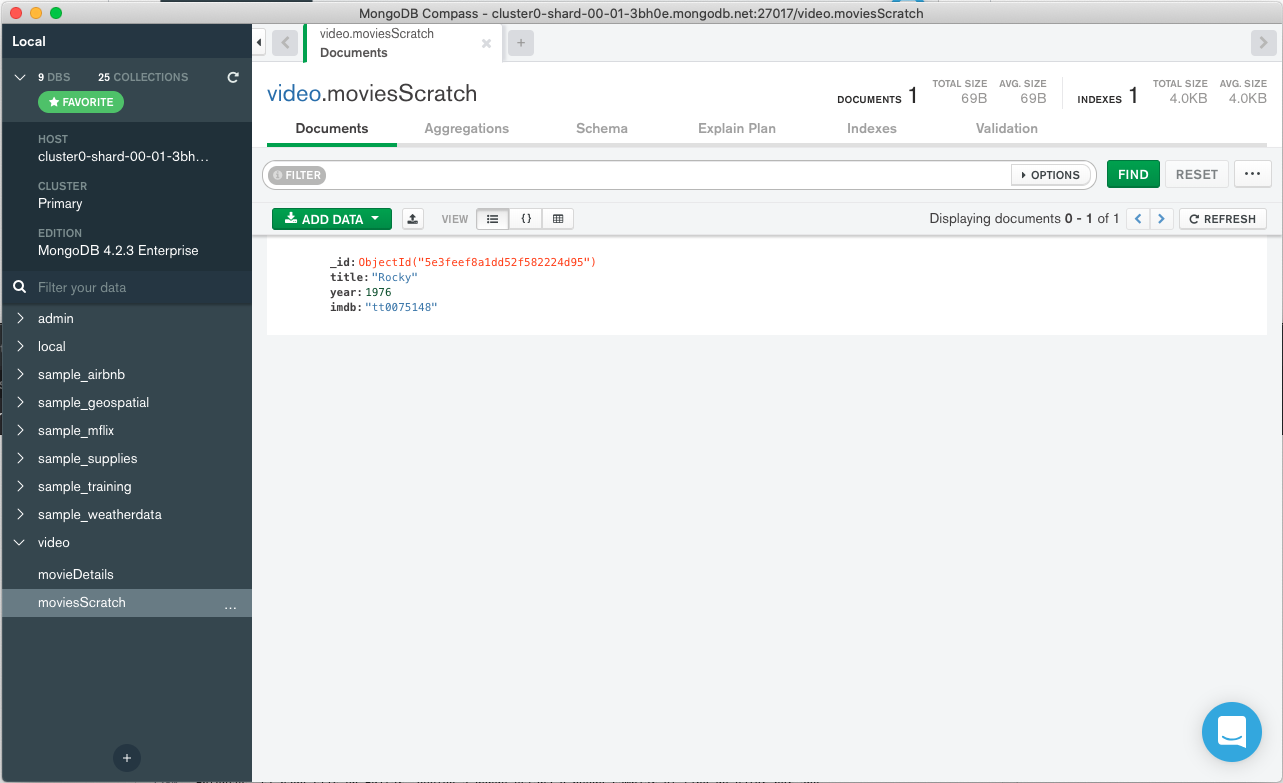 MongoDB Compass - cluster0-shard-00-01-3bh0e.mongodb.net:27017/video.moviesScratch
Local
9 DBS 25 COLLECTIONS
FAVORITE
HOST
cluster0-shard-00-01-3bh...
CLUSTER
Primary
EDITION
MongoDB 4.2.3 Enterprise
Filter your data
admin
local
sample_airbnb
sample_geospatial
sample_mflix
sample_supplies
sample_training
sample_weatherdata
video
movieDetails
moviesScratch ...
video.moviesScratch
Documents
video.moviesScratch
DOCUMENTS 1 TOTAL SIZE 69B AVG. SIZE 69B INDEXES 1 TOTAL SIZE 4.0KB AVG. SIZE 4.0KB
Documents Aggregations Schema Explain Plan Indexes Validation
FILTER OPTIONS FIND RESET ...
ADD DATA VIEW {} Displaying documents 0 - 1 of 1 < > REFRESH
_id: ObjectId("5e3feef8a1dd52f582224d95")
title: "Rocky"
year: 1976
imdb: "tt0075148"